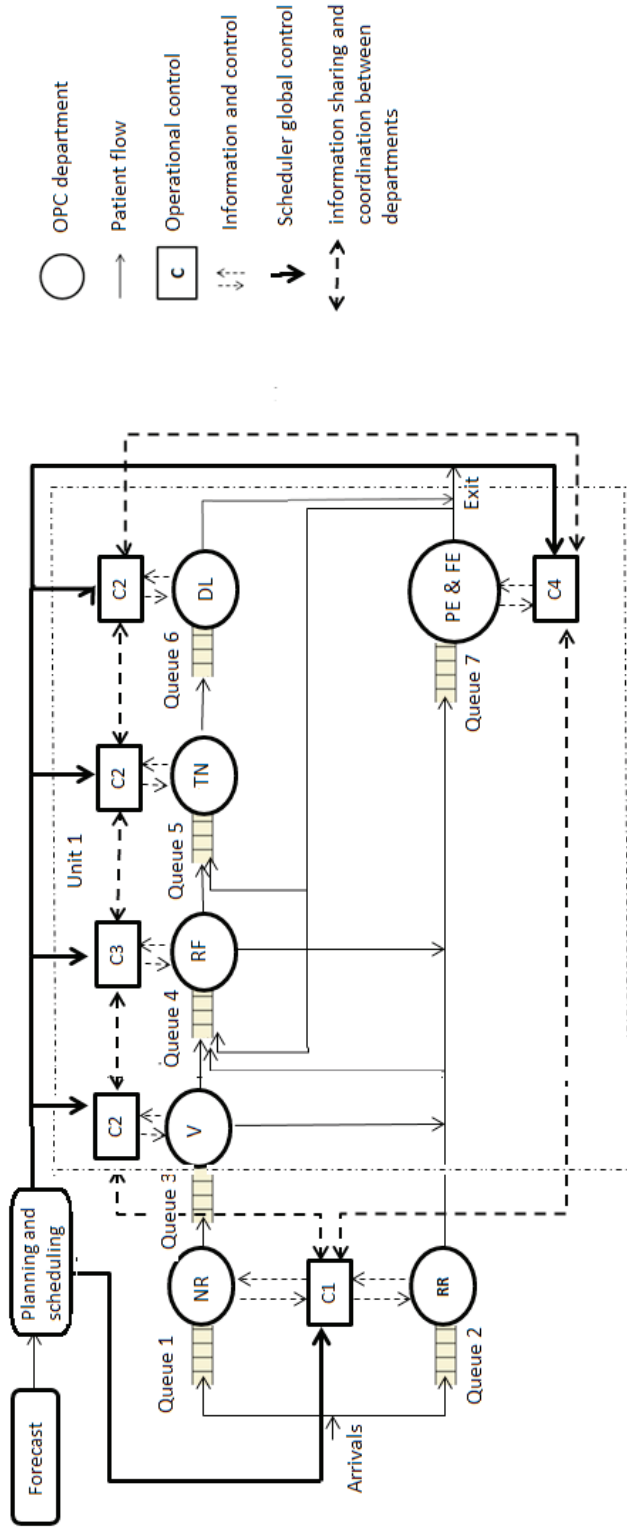 Forecast
Planning and
scheduling
Unit 1
C2
C3
C2
C2
Queue 1
NR
Queue 3
V
Queue 4
RF
Queue 5
TN
Queue 6
DL
Arrivals
C1
Exit
Queue 2
RR
Queue 7
PE & FE
C4
OPC department
Patient flow
C
Operational control
Information and control
Scheduler global control
information sharing and
coordination between
departments